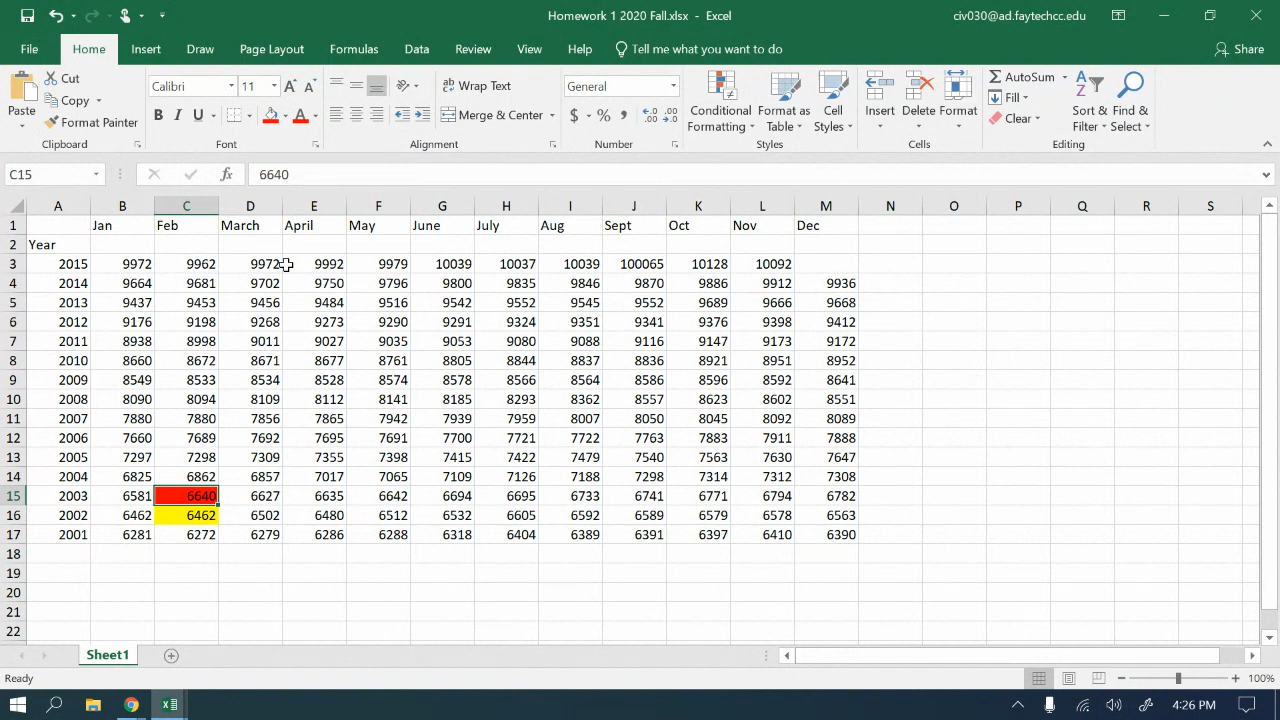 Homework 1 2020 Fall.xlsx - Excel
civ030@ad.faytechcc.edu
File Home Insert Draw Page Layout Formulas Data Review View Help Tell me what you want to do Share
Paste
Cut
Copy
Format Painter
Clipboard
Calibri 11
B I U
Font
Wrap Text
Merge & Center
Alignment
General
$ % ,
Number
Conditional Formatting
Format as Table
Cell Styles
Styles
Insert Delete Format
Cells
AutoSum
Fill
Clear
Sort & Filter
Find & Select
Editing
C15 fx 6640
A B C D E F G H I J K L M N O P Q R S
1 Jan Feb March April May June July Aug Sept Oct Nov Dec
2 Year
3 2015 9972 9962 9972 9992 9979 10039 10037 10039 100065 10128 10092
4 2014 9664 9681 9702 9750 9796 9800 9835 9846 9870 9886 9912 9936
5 2013 9437 9453 9456 9484 9516 9542 9552 9545 9552 9689 9666 9668
6 2012 9176 9198 9268 9273 9290 9291 9324 9351 9341 9376 9398 9412
7 2011 8938 8998 9011 9027 9035 9053 9080 9088 9116 9147 9173 9172
8 2010 8660 8672 8671 8677 8761 8805 8844 8837 8836 8921 8951 8952
9 2009 8549 8533 8534 8528 8574 8578 8566 8564 8586 8596 8592 8641
10 2008 8090 8094 8109 8112 8141 8185 8293 8362 8557 8623 8602 8551
11 2007 7880 7880 7856 7865 7942 7939 7959 8007 8050 8045 8092 8089
12 2006 7660 7689 7692 7695 7691 7700 7721 7722 7763 7883 7911 7888
13 2005 7297 7298 7309 7355 7398 7415 7422 7479 7540 7563 7630 7647
14 2004 6825 6862 6857 7017 7065 7109 7126 7188 7298 7314 7312 7308
15 2003 6581 6640 6627 6635 6642 6694 6695 6733 6741 6771 6794 6782
16 2002 6462 6462 6502 6480 6512 6532 6605 6592 6589 6579 6578 6563
17 2001 6281 6272 6279 6286 6288 6318 6404 6389 6391 6397 6410 6390
18
19
20
21
22
Sheet1
Ready
100%
4:26 PM